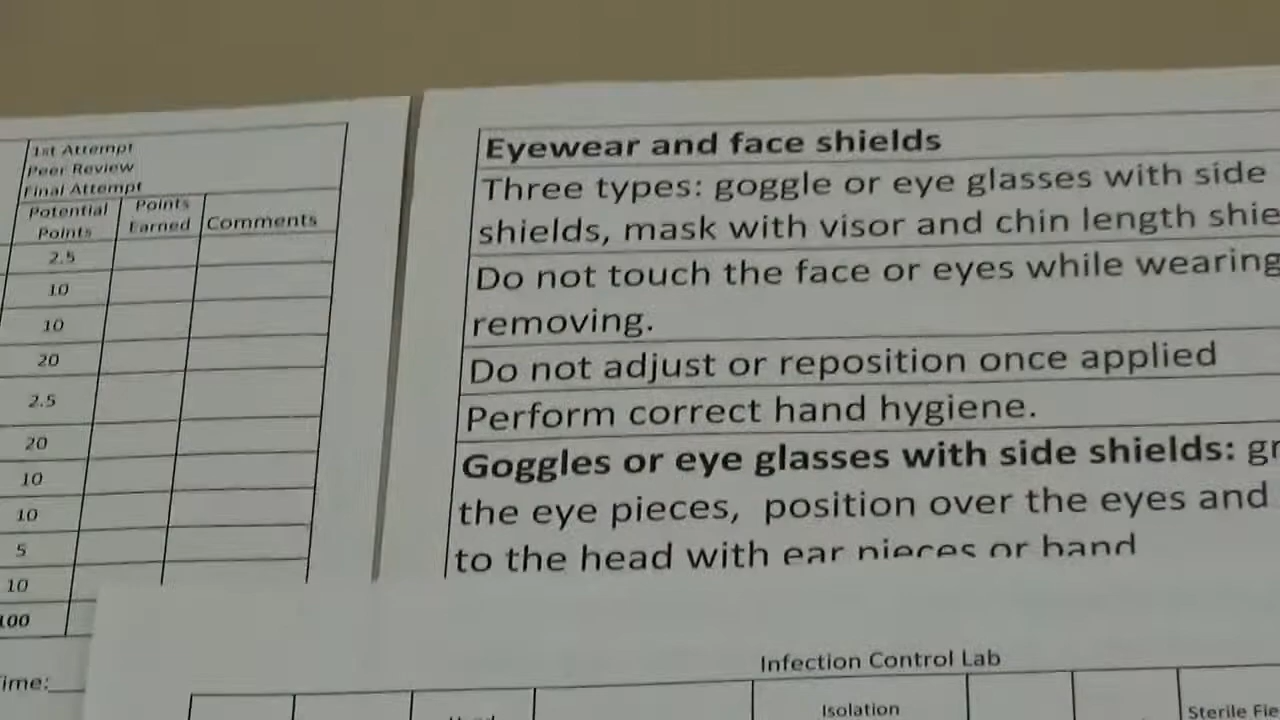 1st Attempt
Peer Review
Final Attempt
Potential Points
Points Earned
Comments
2.5
10
10
20
2.5
20
10
10
5
10
100
Eyewear and face shields
Three types: goggle or eye glasses with side
shields, mask with visor and chin length shie
Do not touch the face or eyes while wearing
removing.
Do not adjust or reposition once applied
Perform correct hand hygiene.
Goggles or eye glasses with side shields: gr
the eye pieces, position over the eyes and
to the head with ear pieces or band
Infection Control Lab
Isolation
Sterile Fie